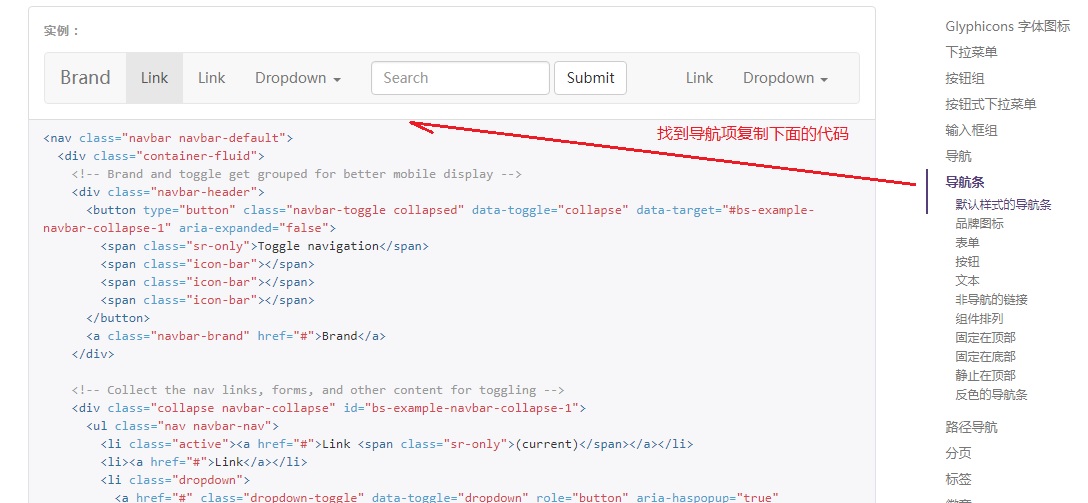 实例：
Brand Link Link Dropdown Search Submit Link Dropdown
找到导航项复制下面的代码
<nav class="navbar navbar-default">
<div class="container-fluid">
<!-- Brand and toggle get grouped for better mobile display -->
<div class="navbar-header">
<button type="button" class="navbar-toggle collapsed" data-toggle="collapse" data-target="#bs-example-
navbar-collapse-1" aria-expanded="false">
<span class="sr-only">Toggle navigation</span>
<span class="icon-bar"></span>
<span class="icon-bar"></span>
<span class="icon-bar"></span>
</button>
<a class="navbar-brand" href="#">Brand</a>
</div>
<!-- Collect the nav links, forms, and other content for toggling -->
<div class="collapse navbar-collapse" id="bs-example-navbar-collapse-1">
<ul class="nav navbar-nav">
<li class="active"><a href="#">Link <span class="sr-only">(current)</span></a></li>
<li><a href="#">Link</a></li>
<li class="dropdown">
<a href="#" class="dropdown-toggle" data-toggle="dropdown" role="button" aria-haspopup="true"
Glyphicons 字体图标
下拉菜单
按钮组
按钮式下拉菜单
输入框组
导航
导航条
默认样式的导航条
品牌图标
表单
按钮
文本
非导航的链接
组件排列
固定在顶部
固定在底部
静止在顶部
反色的导航条
路径导航
分页
标签